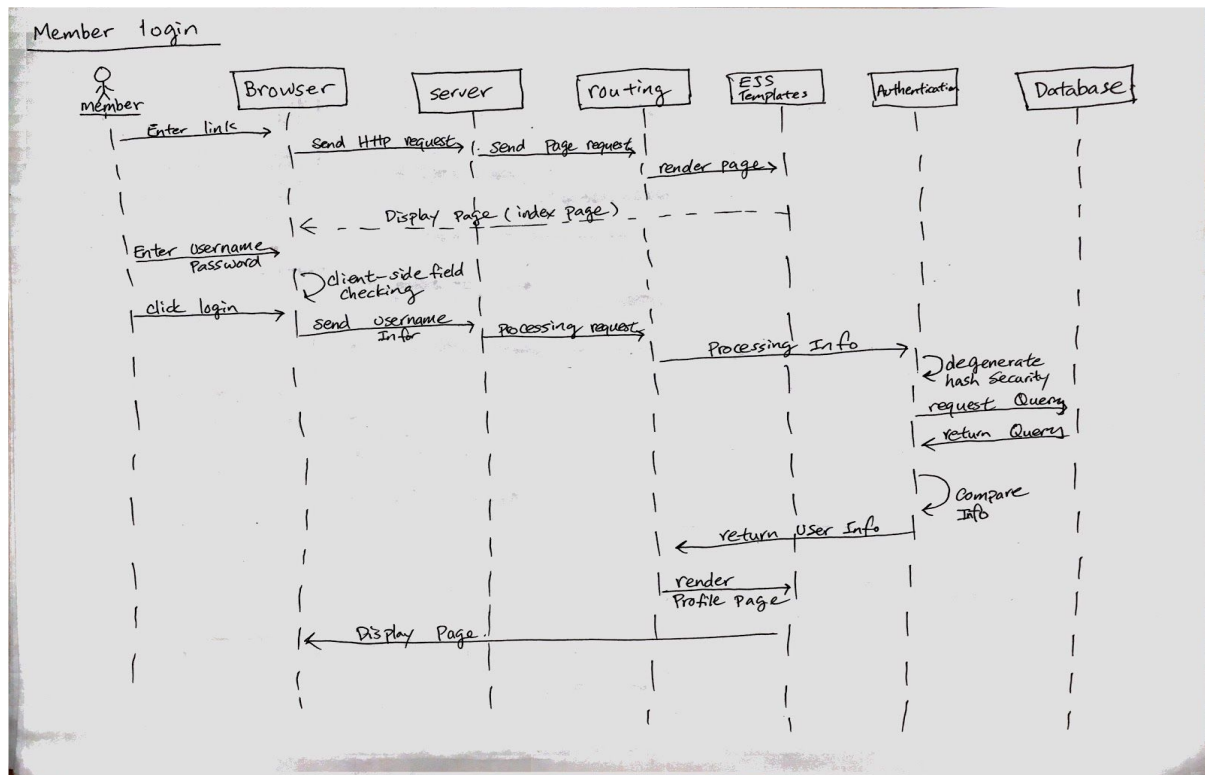 Member login
member
Browser
server
routing
EJS
Templates
Authentication
Database
Enter link
send HTTP request
send page request
render page
Display page (index page)
Enter username
Password
client-side field
checking
click login
send username
Infor
Processing request
Processing Info
degenerate
hash security
request Query
return Query
Compare
Info
return User Info
render
Profile Page
Display Page.